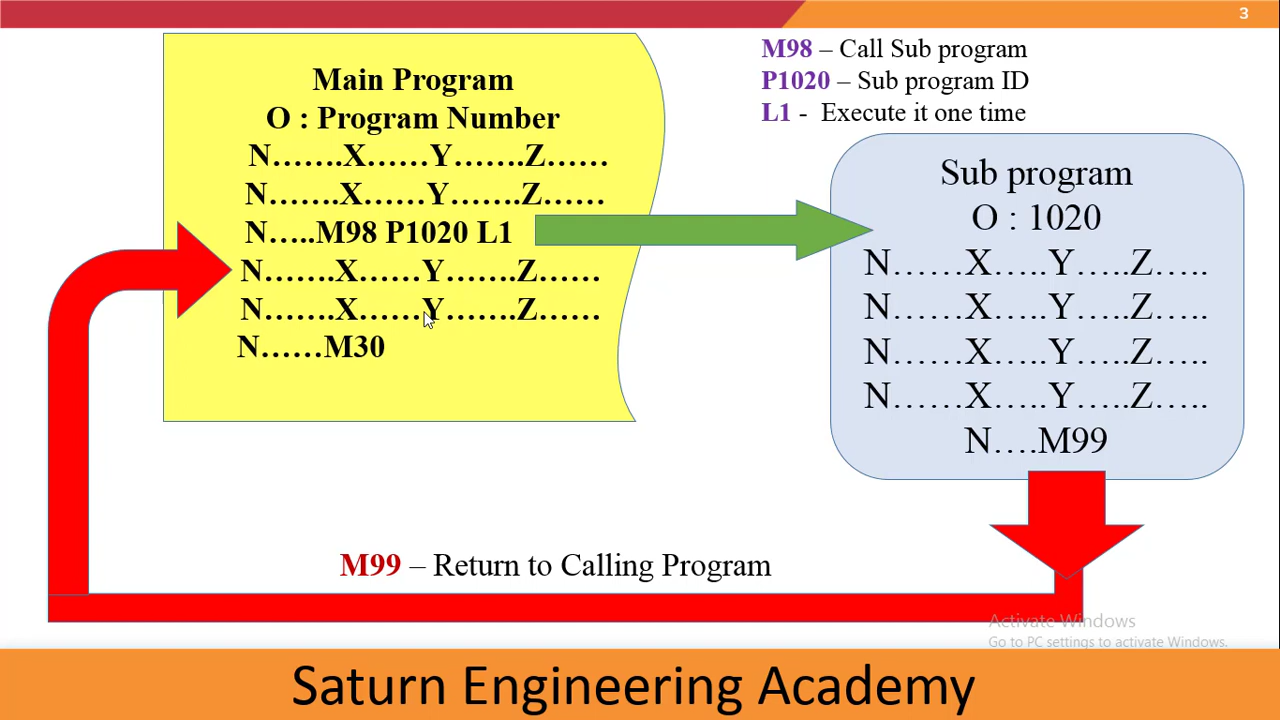 3
Main Program
O : Program Number
N…….X……Y…….Z……
N…….X……Y…….Z……
N…..M98 P1020 L1
N…….X……Y…….Z……
N…….X……Y…….Z……
N……M30
M98 – Call Sub program
P1020 – Sub program ID
L1 - Execute it one time
Sub program
O : 1020
N……X…..Y…..Z…..
N……X…..Y…..Z…..
N……X…..Y…..Z…..
N……X…..Y…..Z…..
N….M99
M99 – Return to Calling Program
Activate Windows
Go to PC settings to activate Windows.
Saturn Engineering Academy